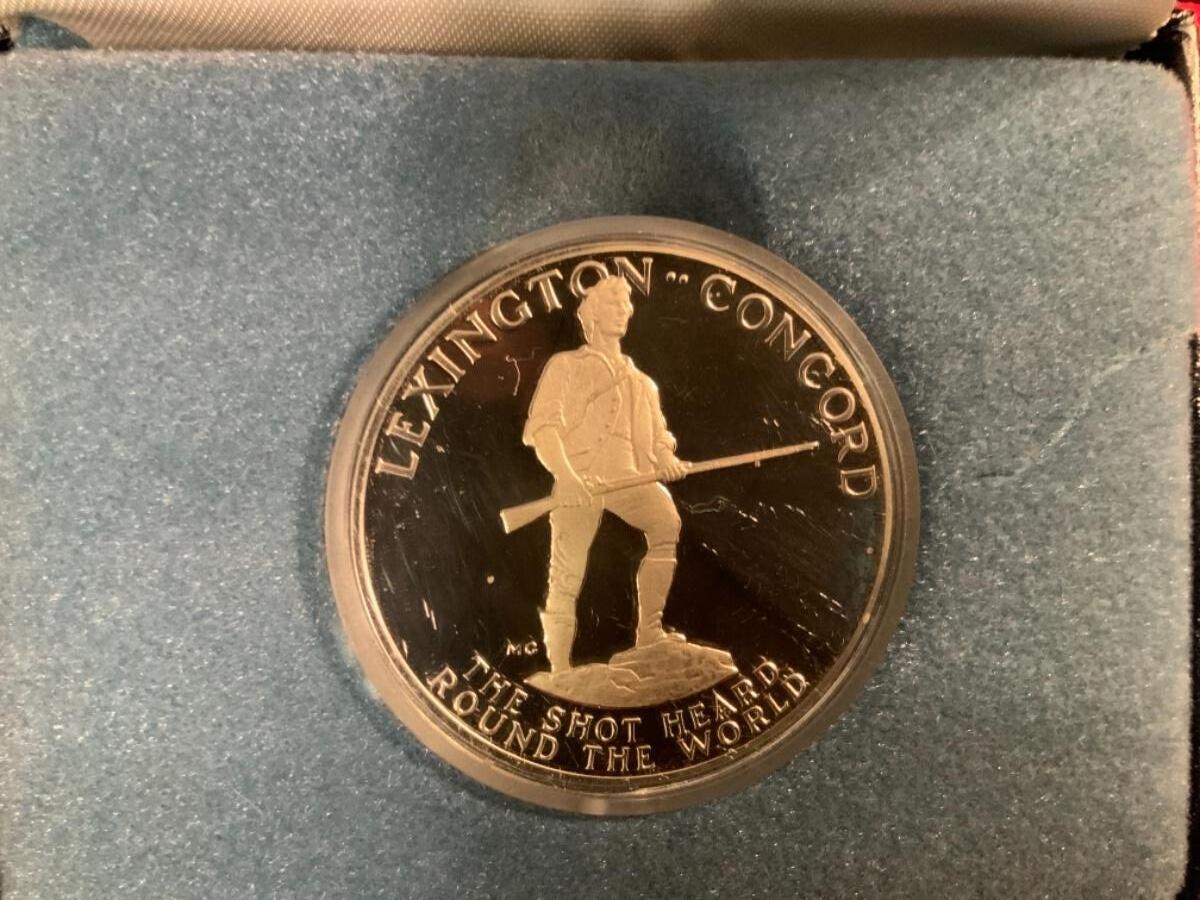 LEXINGTON·· CONCORD
MG
THE SHOT HEARD
ROUND THE WORLD